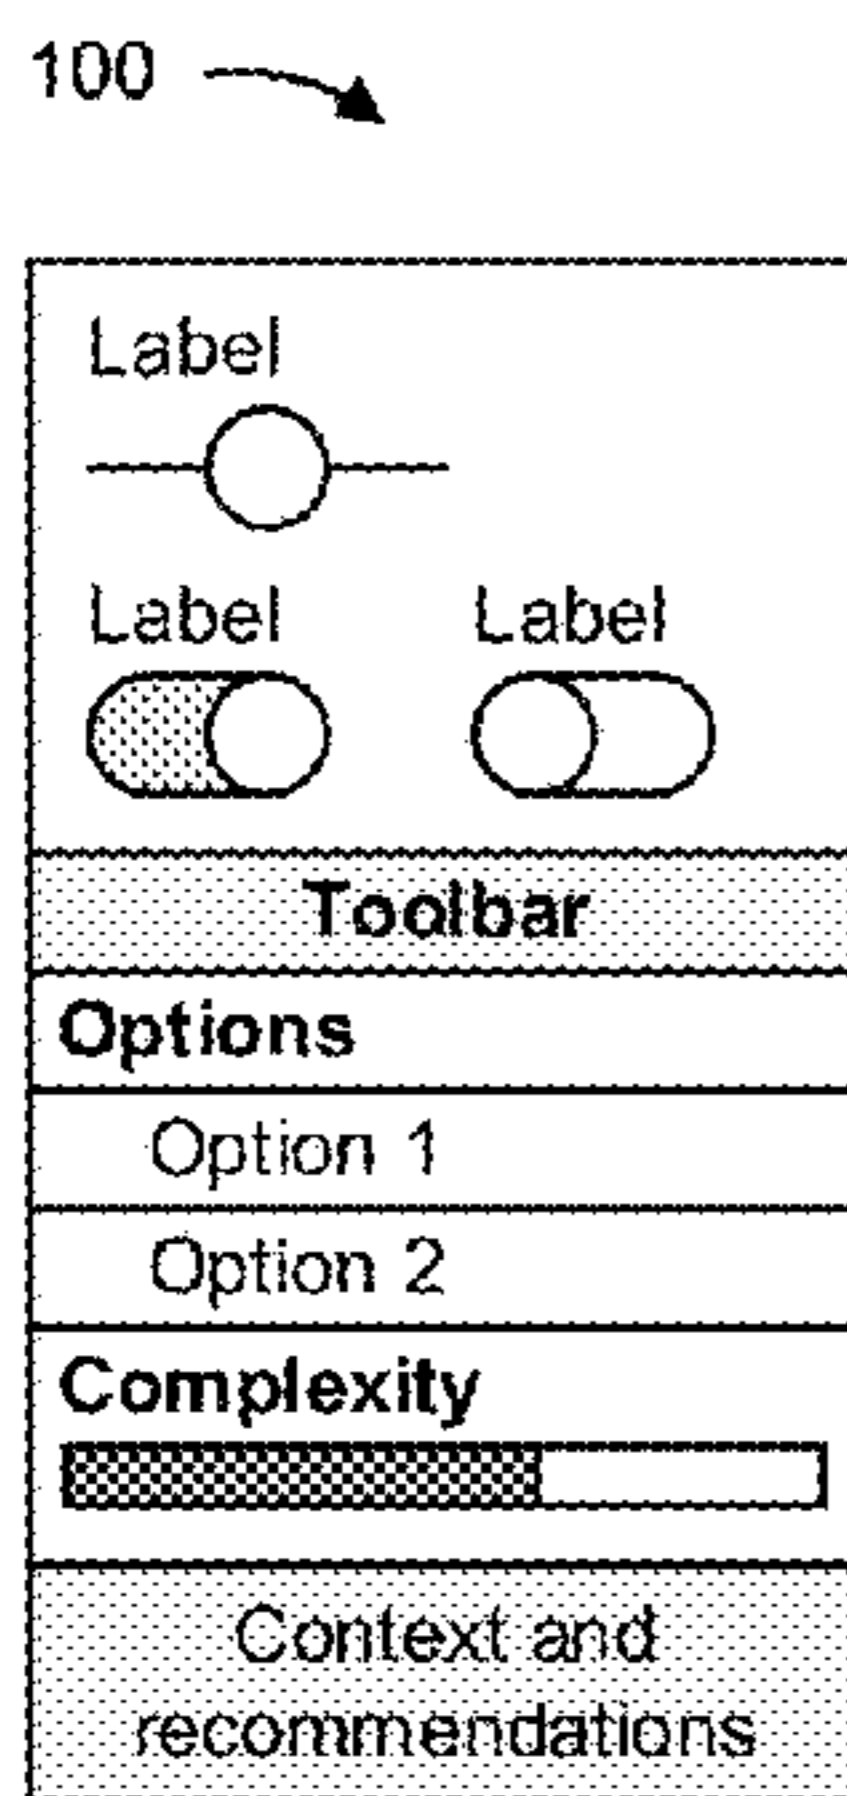 100
Label
Label Label
Toolbar
Options
Option 1
Option 2
Complexity
Context and
recommendations